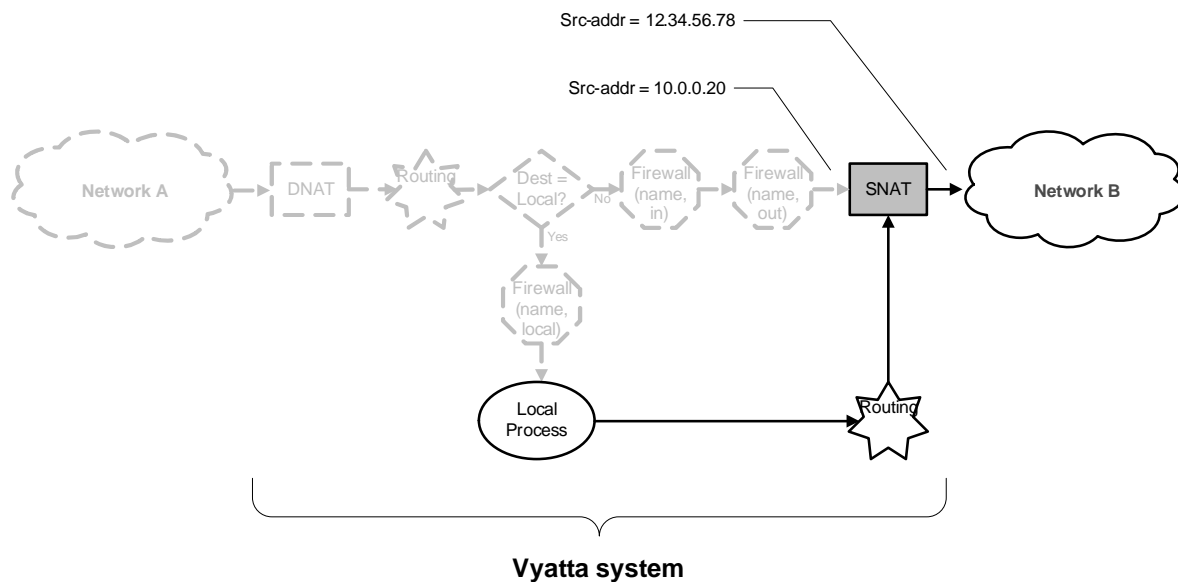 Src-addr = 12.34.56.78
Src-addr = 10.0.0.20
Network A
DNAT
Routing
Dest =
Local?
No
Firewall
(name,
in)
Firewall
(name,
out)
SNAT
Network B
Yes
Firewall
(name,
local)
Local
Process
Routing
Vyatta system